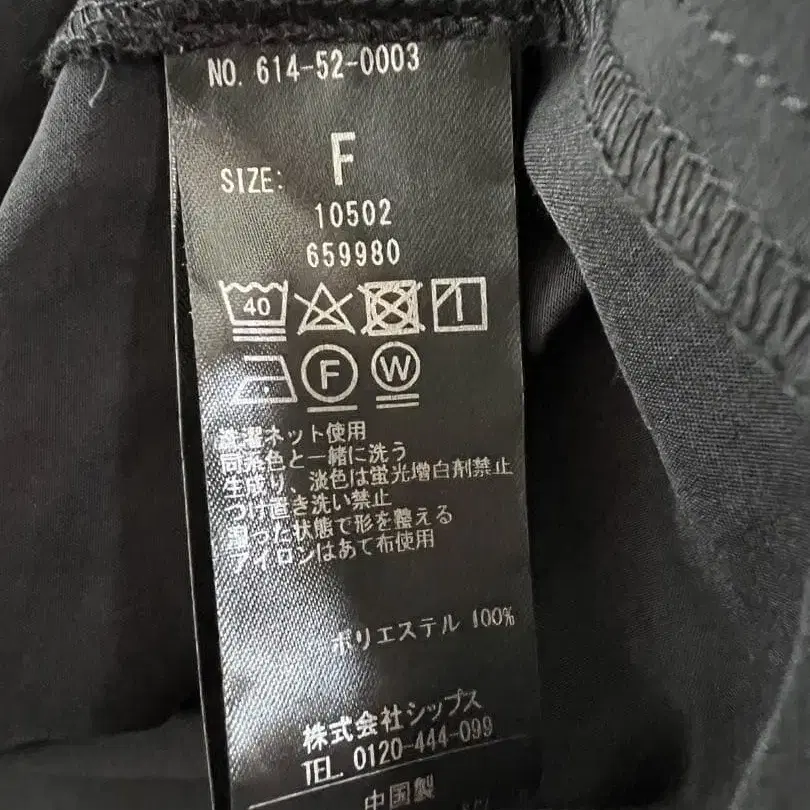 NO. 614-52-0003
SIZE: F
10502
659980
40
F W
洗濯ネット使用
同系色と一緒に洗う
生成り、淡色は蛍光増白剤禁止
つけ置き洗い禁止
湿った状態で形を整える
アイロンはあて布使用
ポリエステル 100%
株式会社シップス
TEL. 0120-444-099
中国製